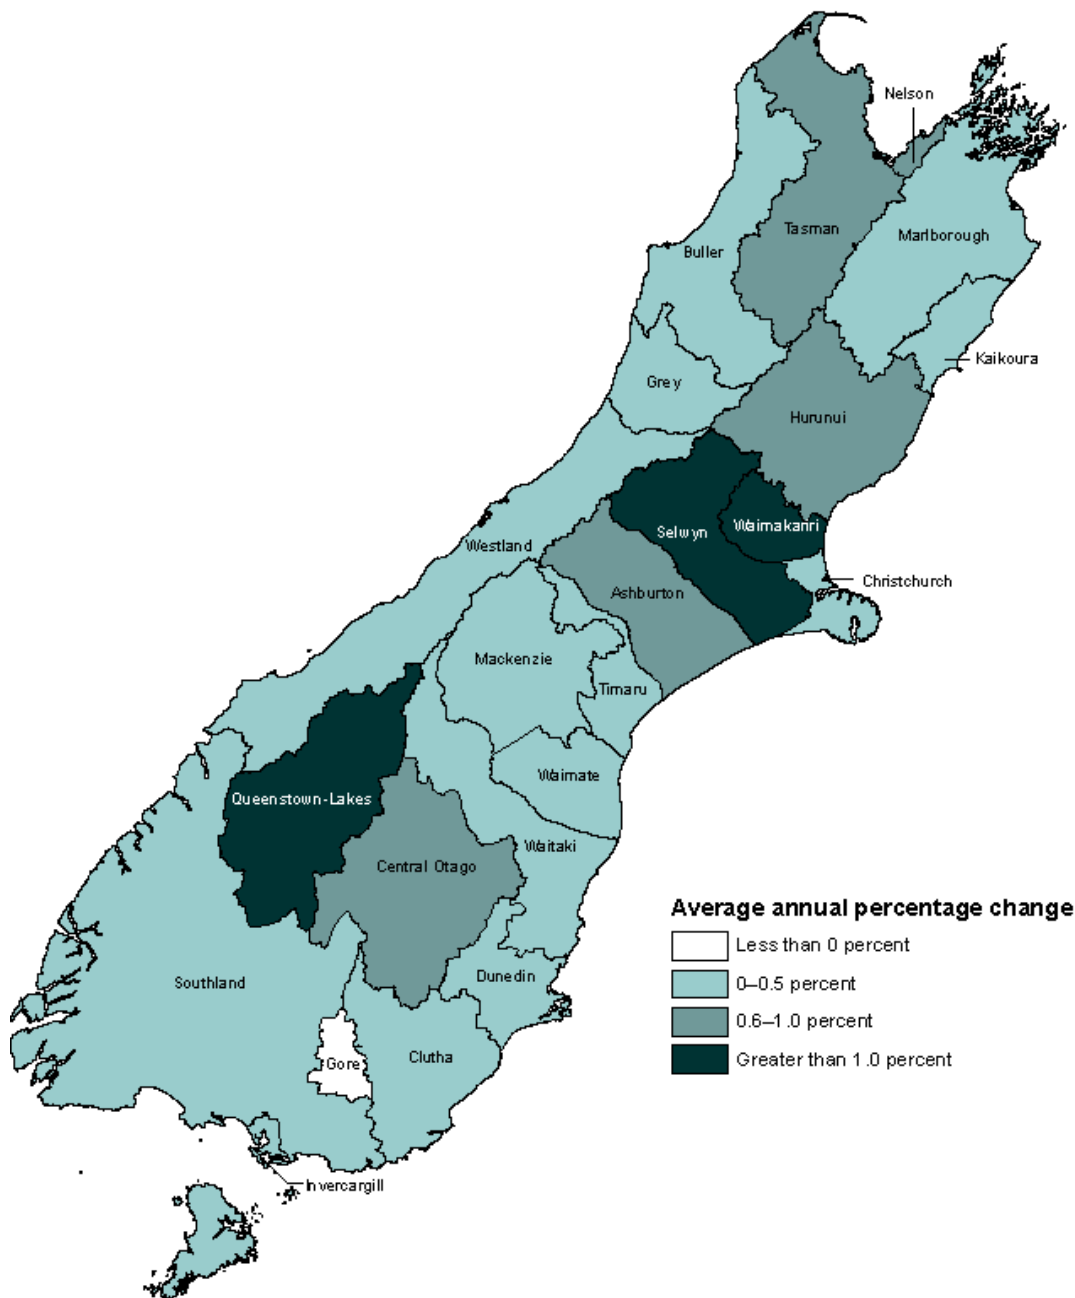 Nelson
Tasman
Marlborough
Buller
Kaikoura
Grey
Hurunui
Waimakariri
Selwyn
Westland
Christchurch
Ashburton
Mackenzie
Timaru
Waimate
Queenstown-Lakes
Waitaki
Central Otago
Average annual percentage change
Less than 0 percent
0–0.5 percent
0.6–1.0 percent
Greater than 1.0 percent
Southland
Dunedin
Clutha
Gore
Invercargill